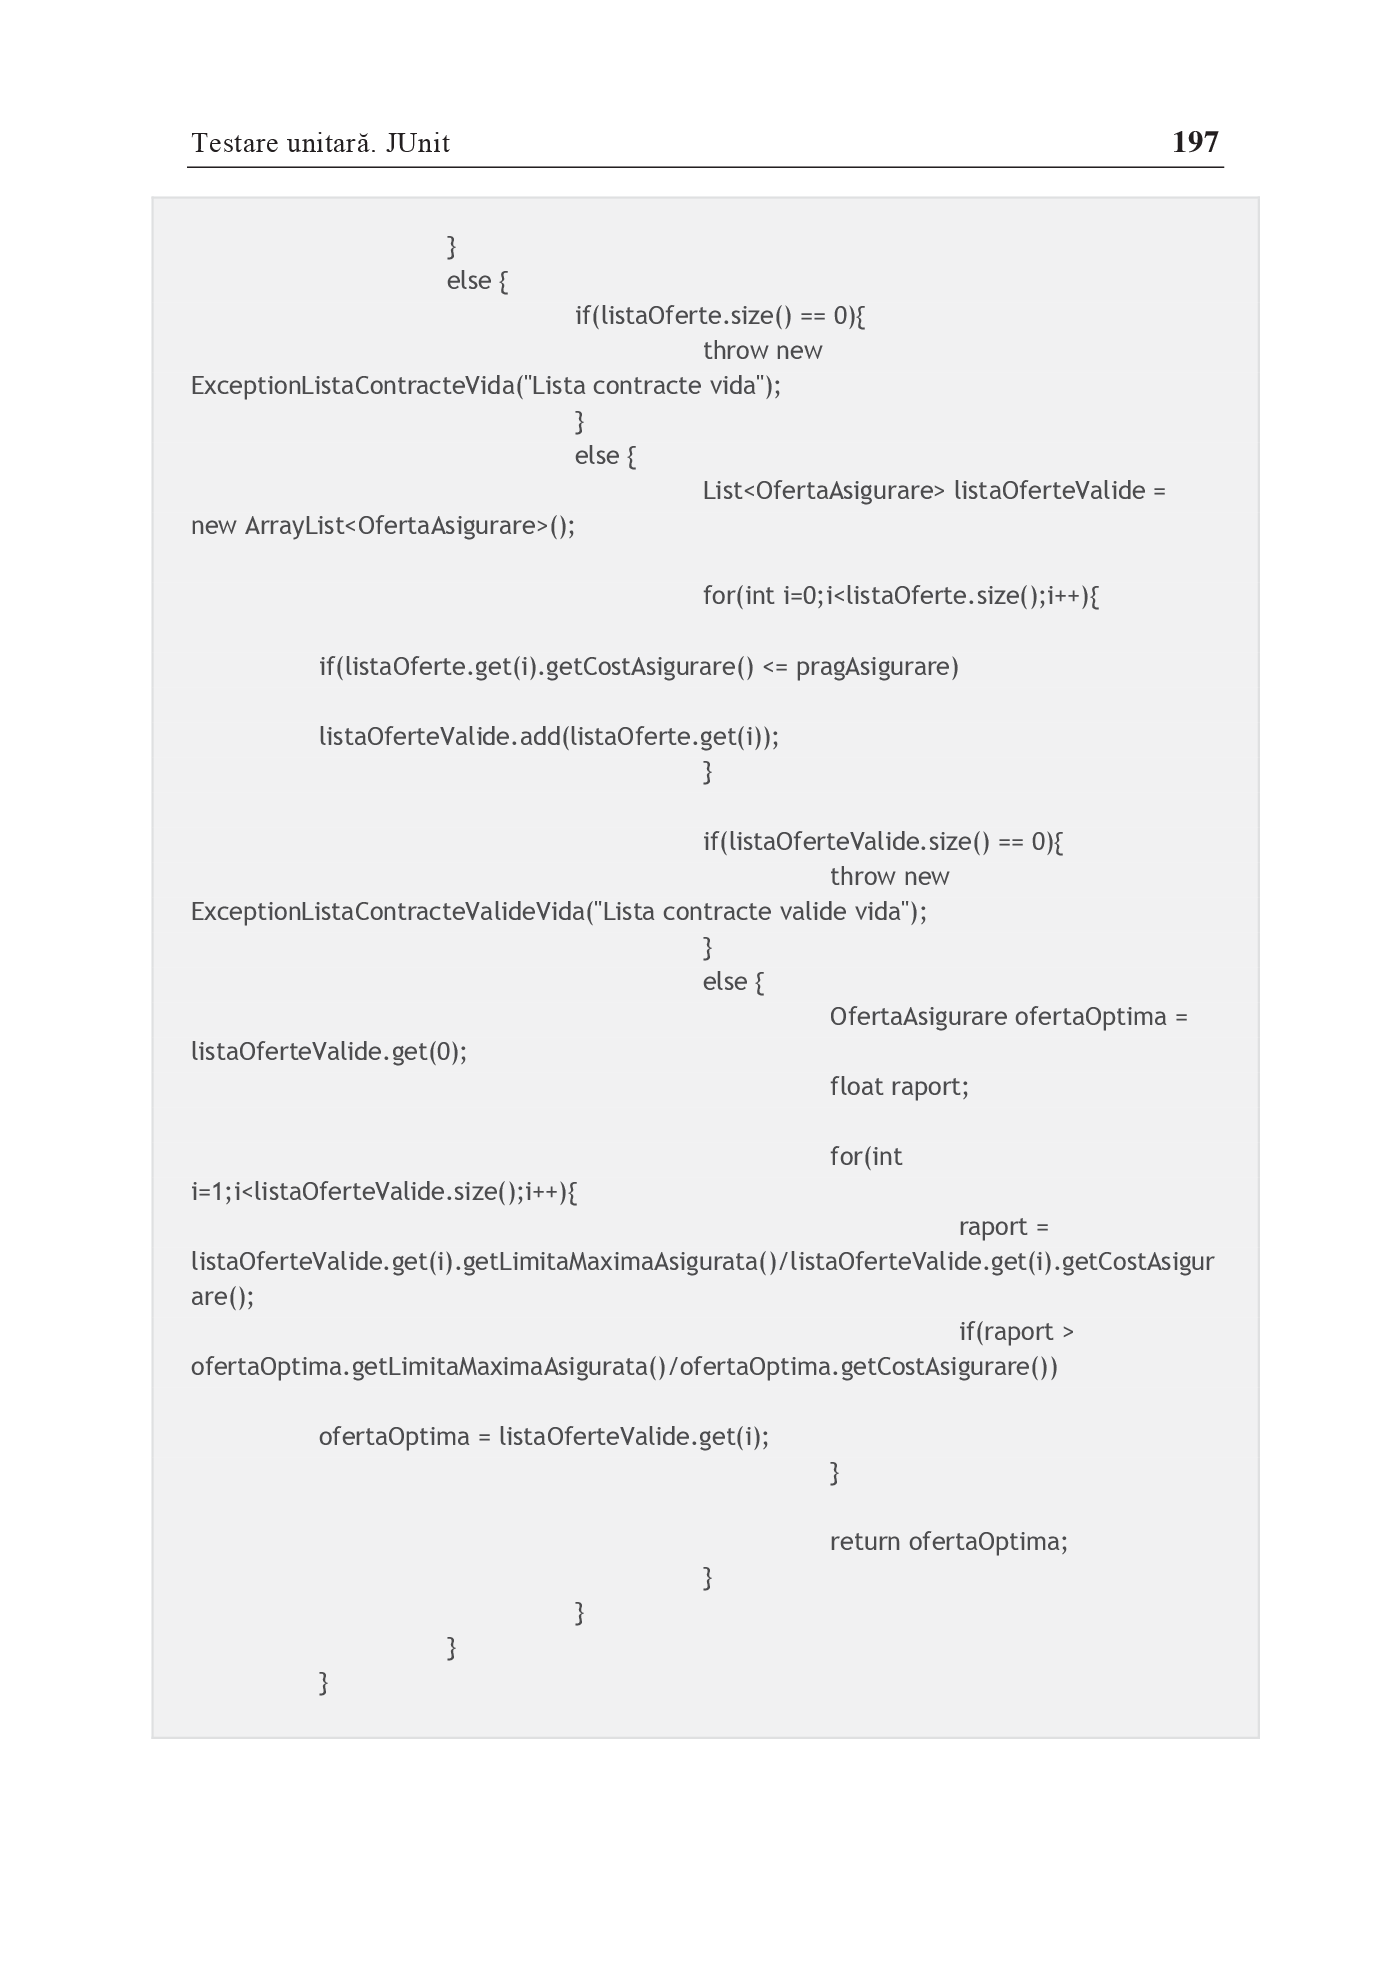 Testare unitară. JUnit 197
}
else {
if(listaOferte.size() == 0){
throw new
ExceptionListaContracteVida("Lista contracte vida");
}
else {
List<OfertaAsigurare> listaOferteValide =
new ArrayList<OfertaAsigurare>();
for(int i=0;i<listaOferte.size();i++){
if(listaOferte.get(i).getCostAsigurare() <= pragAsigurare)
listaOferteValide.add(listaOferte.get(i));
}
if(listaOferteValide.size() == 0){
throw new
ExceptionListaContracteValideVida("Lista contracte valide vida");
}
else {
OfertaAsigurare ofertaOptima =
listaOferteValide.get(0);
float raport;
for(int
i=1;i<listaOferteValide.size();i++){
raport =
listaOferteValide.get(i).getLimitaMaximaAsigurata()/listaOferteValide.get(i).getCostAsigur
are();
if(raport >
ofertaOptima.getLimitaMaximaAsigurata()/ofertaOptima.getCostAsigurare())
ofertaOptima = listaOferteValide.get(i);
}
return ofertaOptima;
}
}
}
}